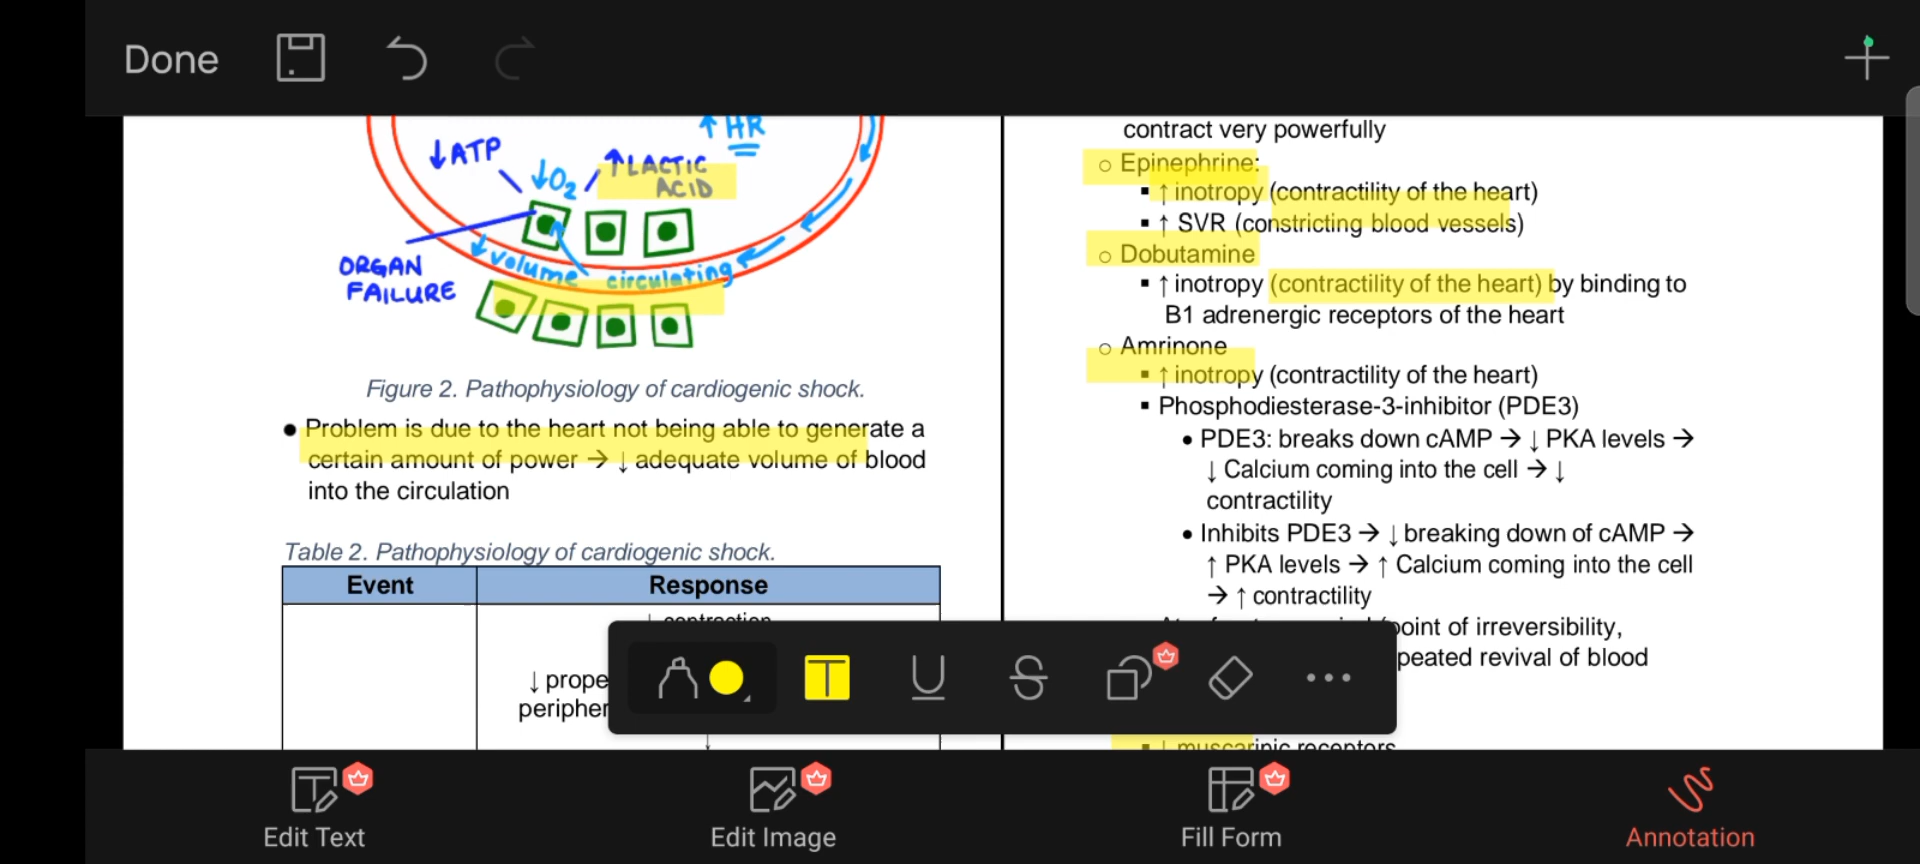 Done
↑ HR
↓ATP
↓O₂
↑LACTIC
ACID
ORGAN
FAILURE
↓volume circulating
Figure 2. Pathophysiology of cardiogenic shock.
● Problem is due to the heart not being able to generate a
certain amount of power → ↓ adequate volume of blood
into the circulation
Table 2. Pathophysiology of cardiogenic shock.
Event Response
↓ contraction
↓ prope
peripher
↓
contract very powerfully
○ Epinephrine:
▪ ↑ inotropy (contractility of the heart)
▪ ↑ SVR (constricting blood vessels)
○ Dobutamine
▪ ↑ inotropy (contractility of the heart) by binding to
B1 adrenergic receptors of the heart
○ Amrinone
▪ ↑ inotropy (contractility of the heart)
▪ Phosphodiesterase-3-inhibitor (PDE3)
● PDE3: breaks down cAMP → ↓ PKA levels →
↓ Calcium coming into the cell → ↓
contractility
● Inhibits PDE3 → ↓ breaking down of cAMP →
↑ PKA levels → ↑ Calcium coming into the cell
→ ↑ contractility
point of irreversibility,
peated revival of blood
▪ ↓ muscarinic receptors
T U S
Edit Text
Edit Image
Fill Form
Annotation